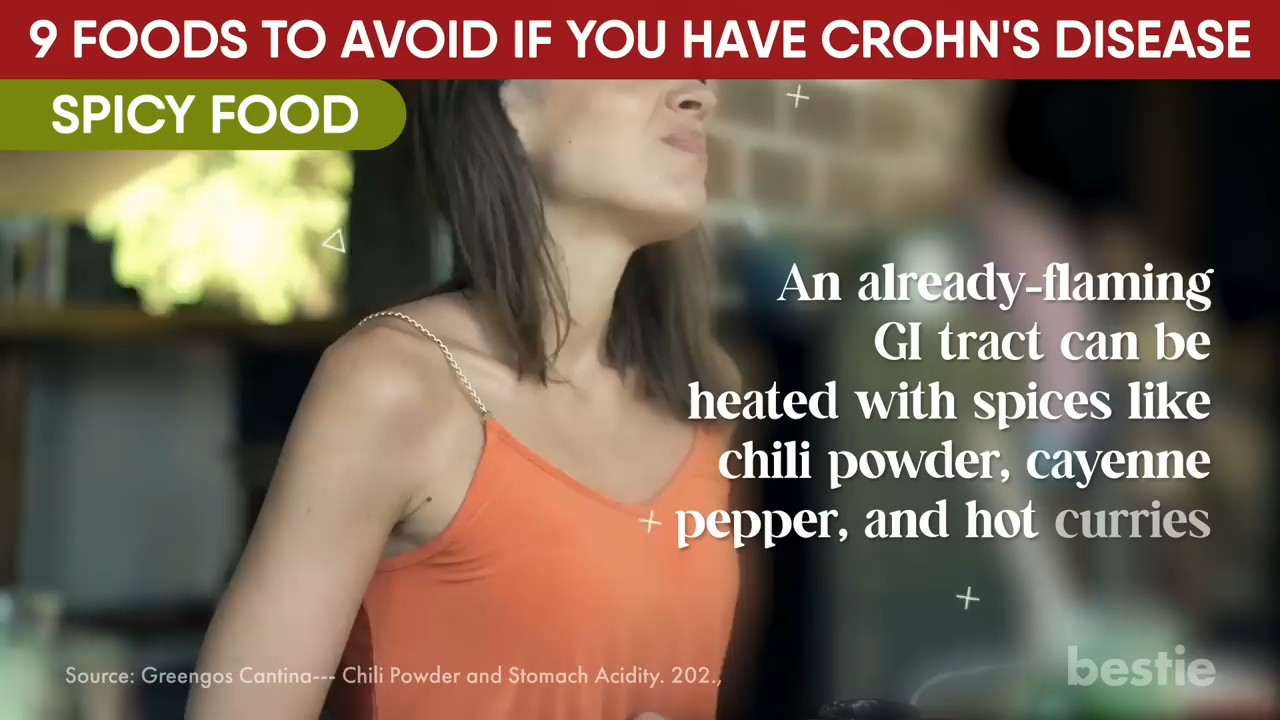 9 FOODS TO AVOID IF YOU HAVE CROHN'S DISEASE
SPICY FOOD
An already-flaming
GI tract can be
heated with spices like
chili powder, cayenne
pepper, and hot curries
Source: Greengos Cantina--- Chili Powder and Stomach Acidity. 202.,
bestie